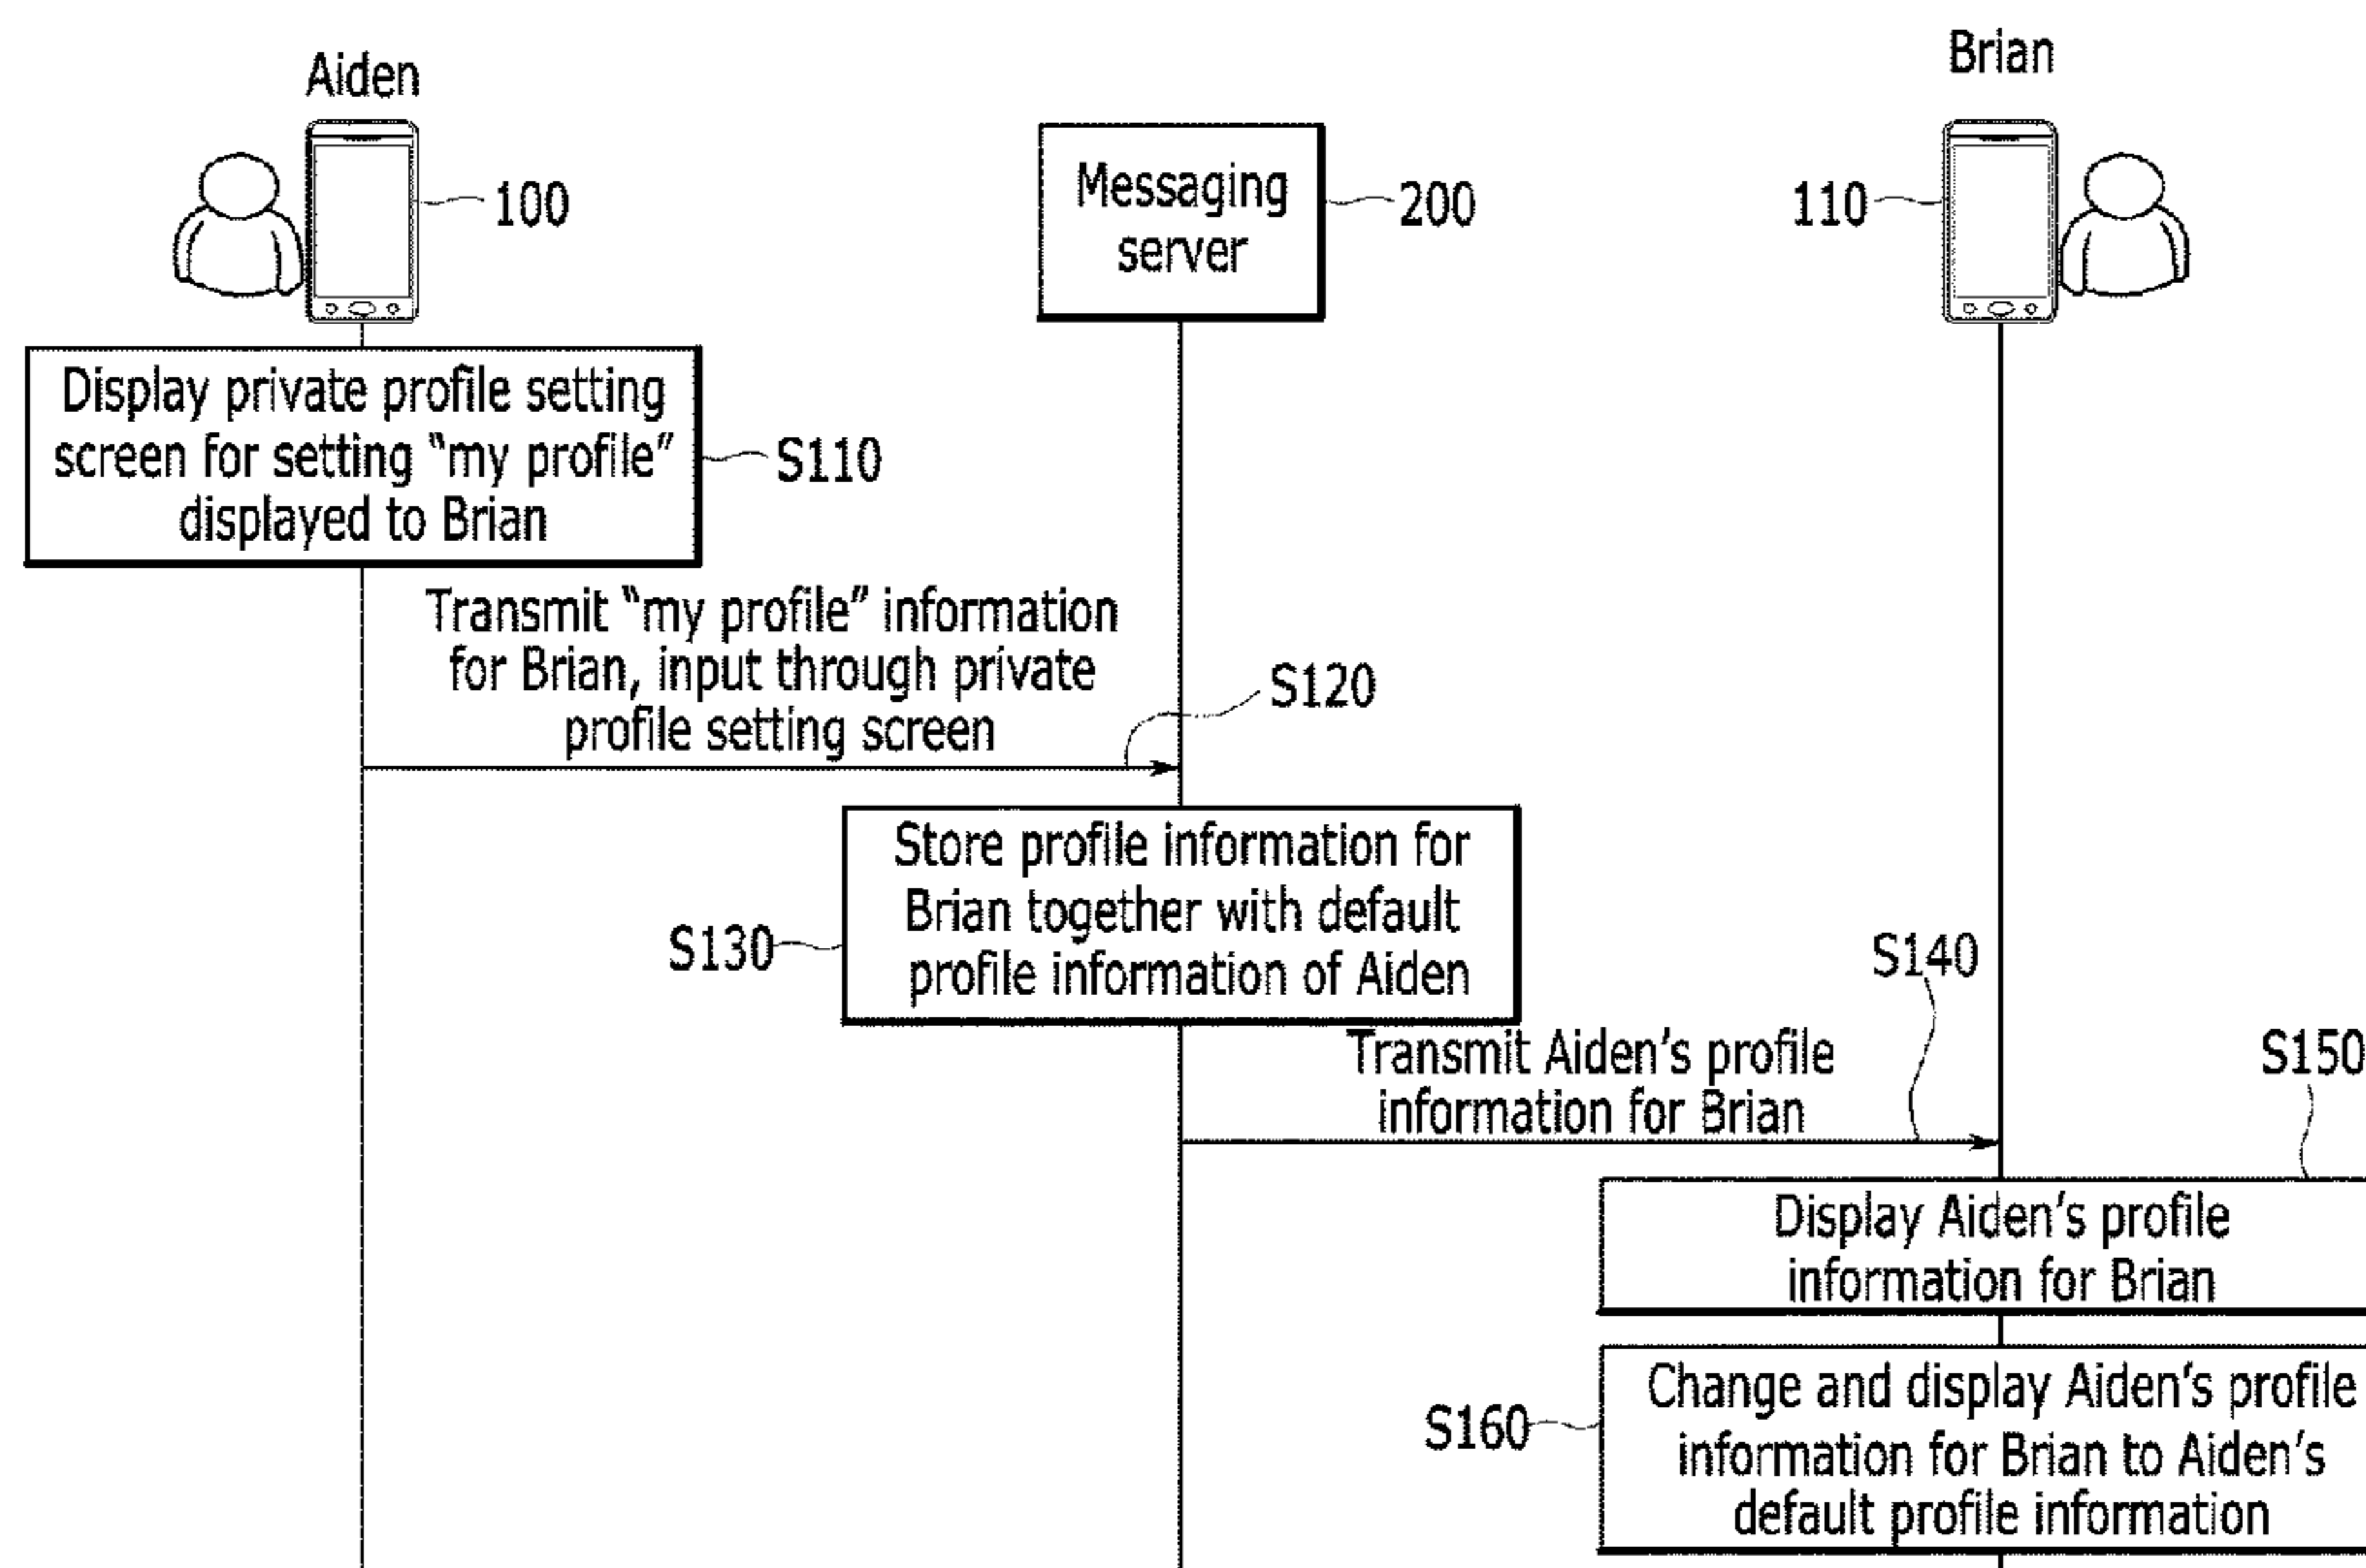 Aiden
Brian
100
Messaging
server
200
110
Display private profile setting
screen for setting “my profile”
displayed to Brian
S110
Transmit “my profile” information
for Brian, input through private
profile setting screen
S120
Store profile information for
Brian together with default
profile information of Aiden
S130
S140
Transmit Aiden’s profile
information for Brian
S150
Display Aiden’s profile
information for Brian
Change and display Aiden’s profile
information for Brian to Aiden’s
default profile information
S160